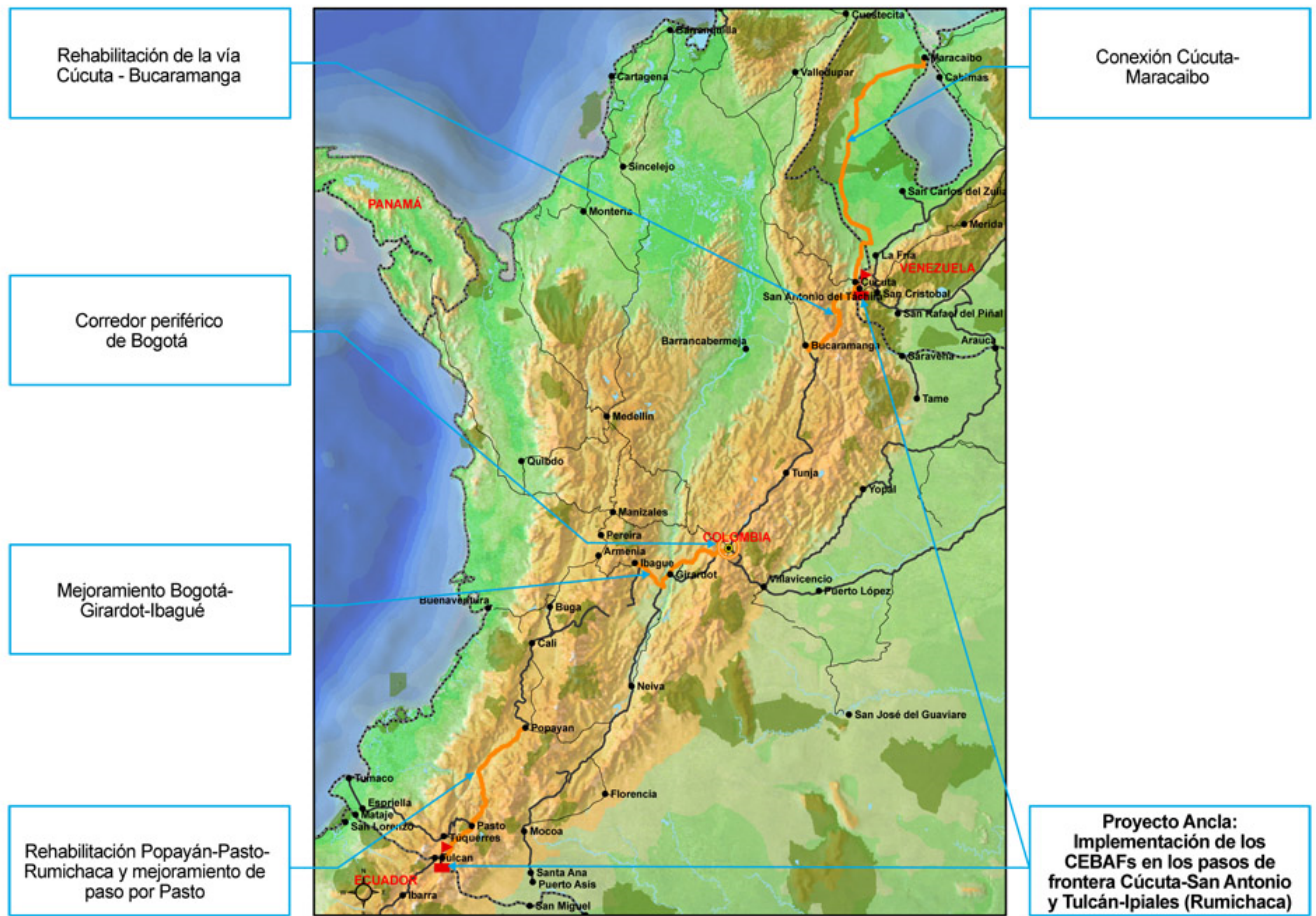 Rehabilitación de la vía
Cúcuta - Bucaramanga
Corredor periférico
de Bogotá
Mejoramiento Bogotá-
Girardot-Ibagué
Rehabilitación Popayán-Pasto-
Rumichaca y mejoramiento de
paso por Pasto
Cuestecita
Barranquilla
Maracaibo
Valledupar
Cartagena
Cabimas
Sincelejo
San Carlos del Zulia
PANAMÁ
Monteria
Merida
La Fria
VENEZUELA
Cúcuta
San Antonio del Táchira
San Cristobal
San Rafael del Piñal
Barrancabermeja
Bucaramanga
Arauca
Saravena
Tame
Medellin
Quibdo
Tunja
Yopal
Manizales
Pereira
COLOMBIA
Armenia
Ibague
Girardot
Villavicencio
Puerto López
Buenaventura
Buga
Cali
Neiva
San José del Guaviare
Popayan
Tumaco
Florencia
Espriella
Mataje
San Lorenzo
Pasto
Mocoa
Tuquerres
Tulcan
Santa Ana
ECUADOR
Puerto Asis
Ibarra
San Miguel
Conexión Cúcuta-
Maracaibo
Proyecto Ancla:
Implementación de los
CEBAFs en los pasos de
frontera Cúcuta-San Antonio
y Tulcán-Ipiales (Rumichaca)